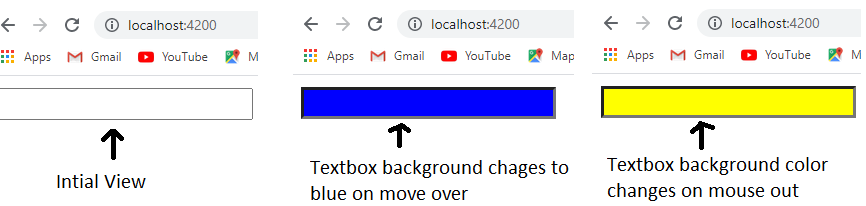 localhost:4200
Apps Gmail YouTube M
Intial View
localhost:4200
Apps Gmail YouTube Map
Textbox background chages to
blue on move over
localhost:4200
Apps Gmail YouTube M
Textbox background color
changes on mouse out